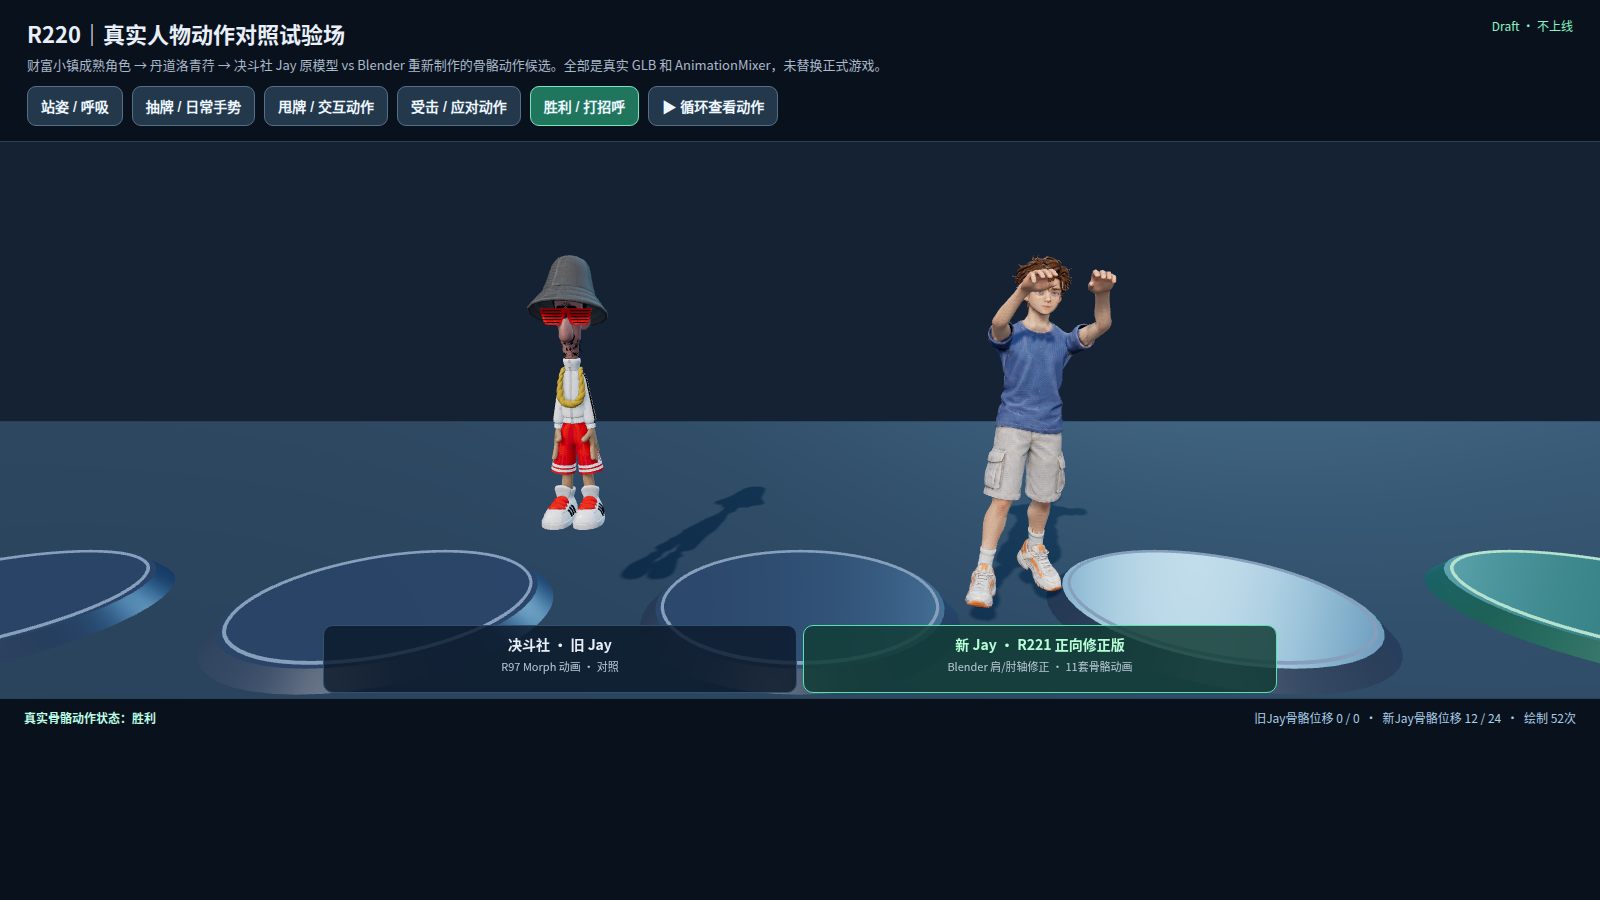 R220｜真实人物动作对照试验场
Draft · 不上线
财富小镇成熟角色 → 丹道洛青荇 → 决斗社 Jay 原模型 vs Blender 重新制作的骨骼动作候选。全部是真实 GLB 和 AnimationMixer，未替换正式游戏。
站姿 / 呼吸
抽牌 / 日常手势
甩牌 / 交互动作
受击 / 应对动作
胜利 / 打招呼
▶ 循环查看动作
决斗社 · 旧 Jay
R97 Morph 动画 · 对照
新 Jay · R221 正向修正版
Blender 肩/肘轴修正 · 11套骨骼动画
真实骨骼动作状态：胜利
旧Jay骨骼位移 0 / 0 · 新Jay骨骼位移 12 / 24 · 绘制 52次